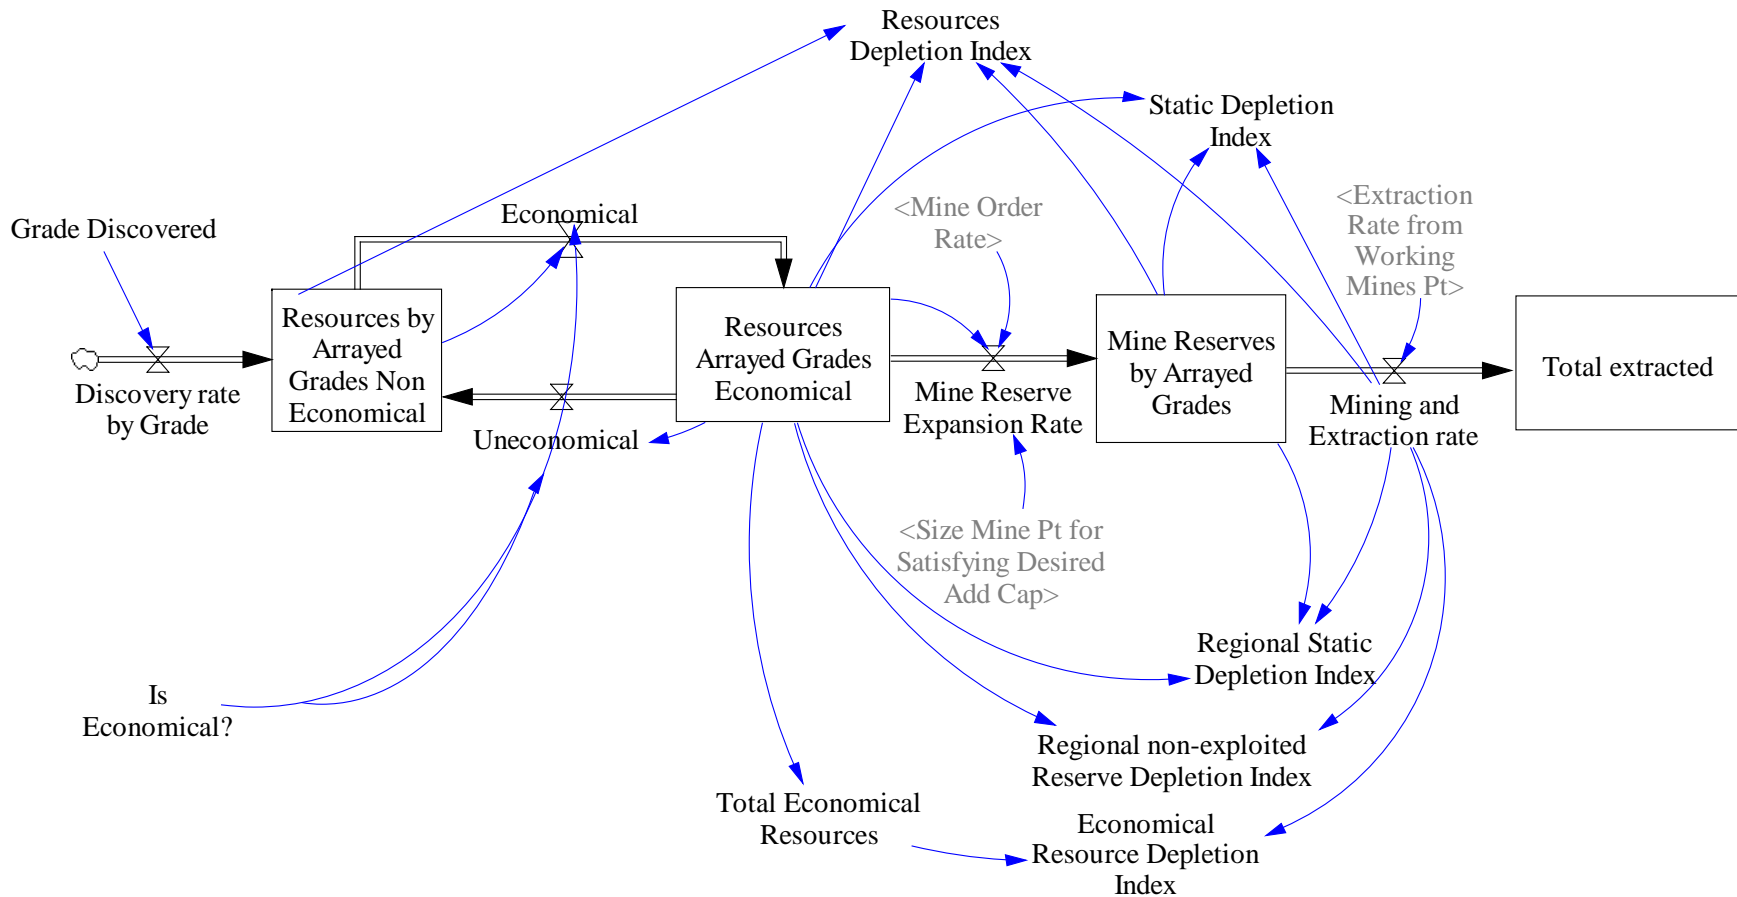 Resources
Depletion Index
Static Depletion
Index
<Extraction
Rate from
Working
Mines Pt>
Economical
<Mine Order
Rate>
Grade Discovered
Resources by
Arrayed
Grades Non
Economical
Resources
Arrayed Grades
Economical
Mine Reserves
by Arrayed
Grades
Total extracted
Discovery rate
by Grade
Mine Reserve
Expansion Rate
Mining and
Extraction rate
Uneconomical
<Size Mine Pt for
Satisfying Desired
Add Cap>
Regional Static
Depletion Index
Is
Economical?
Regional non-exploited
Reserve Depletion Index
Total Economical
Resources
Economical
Resource Depletion
Index